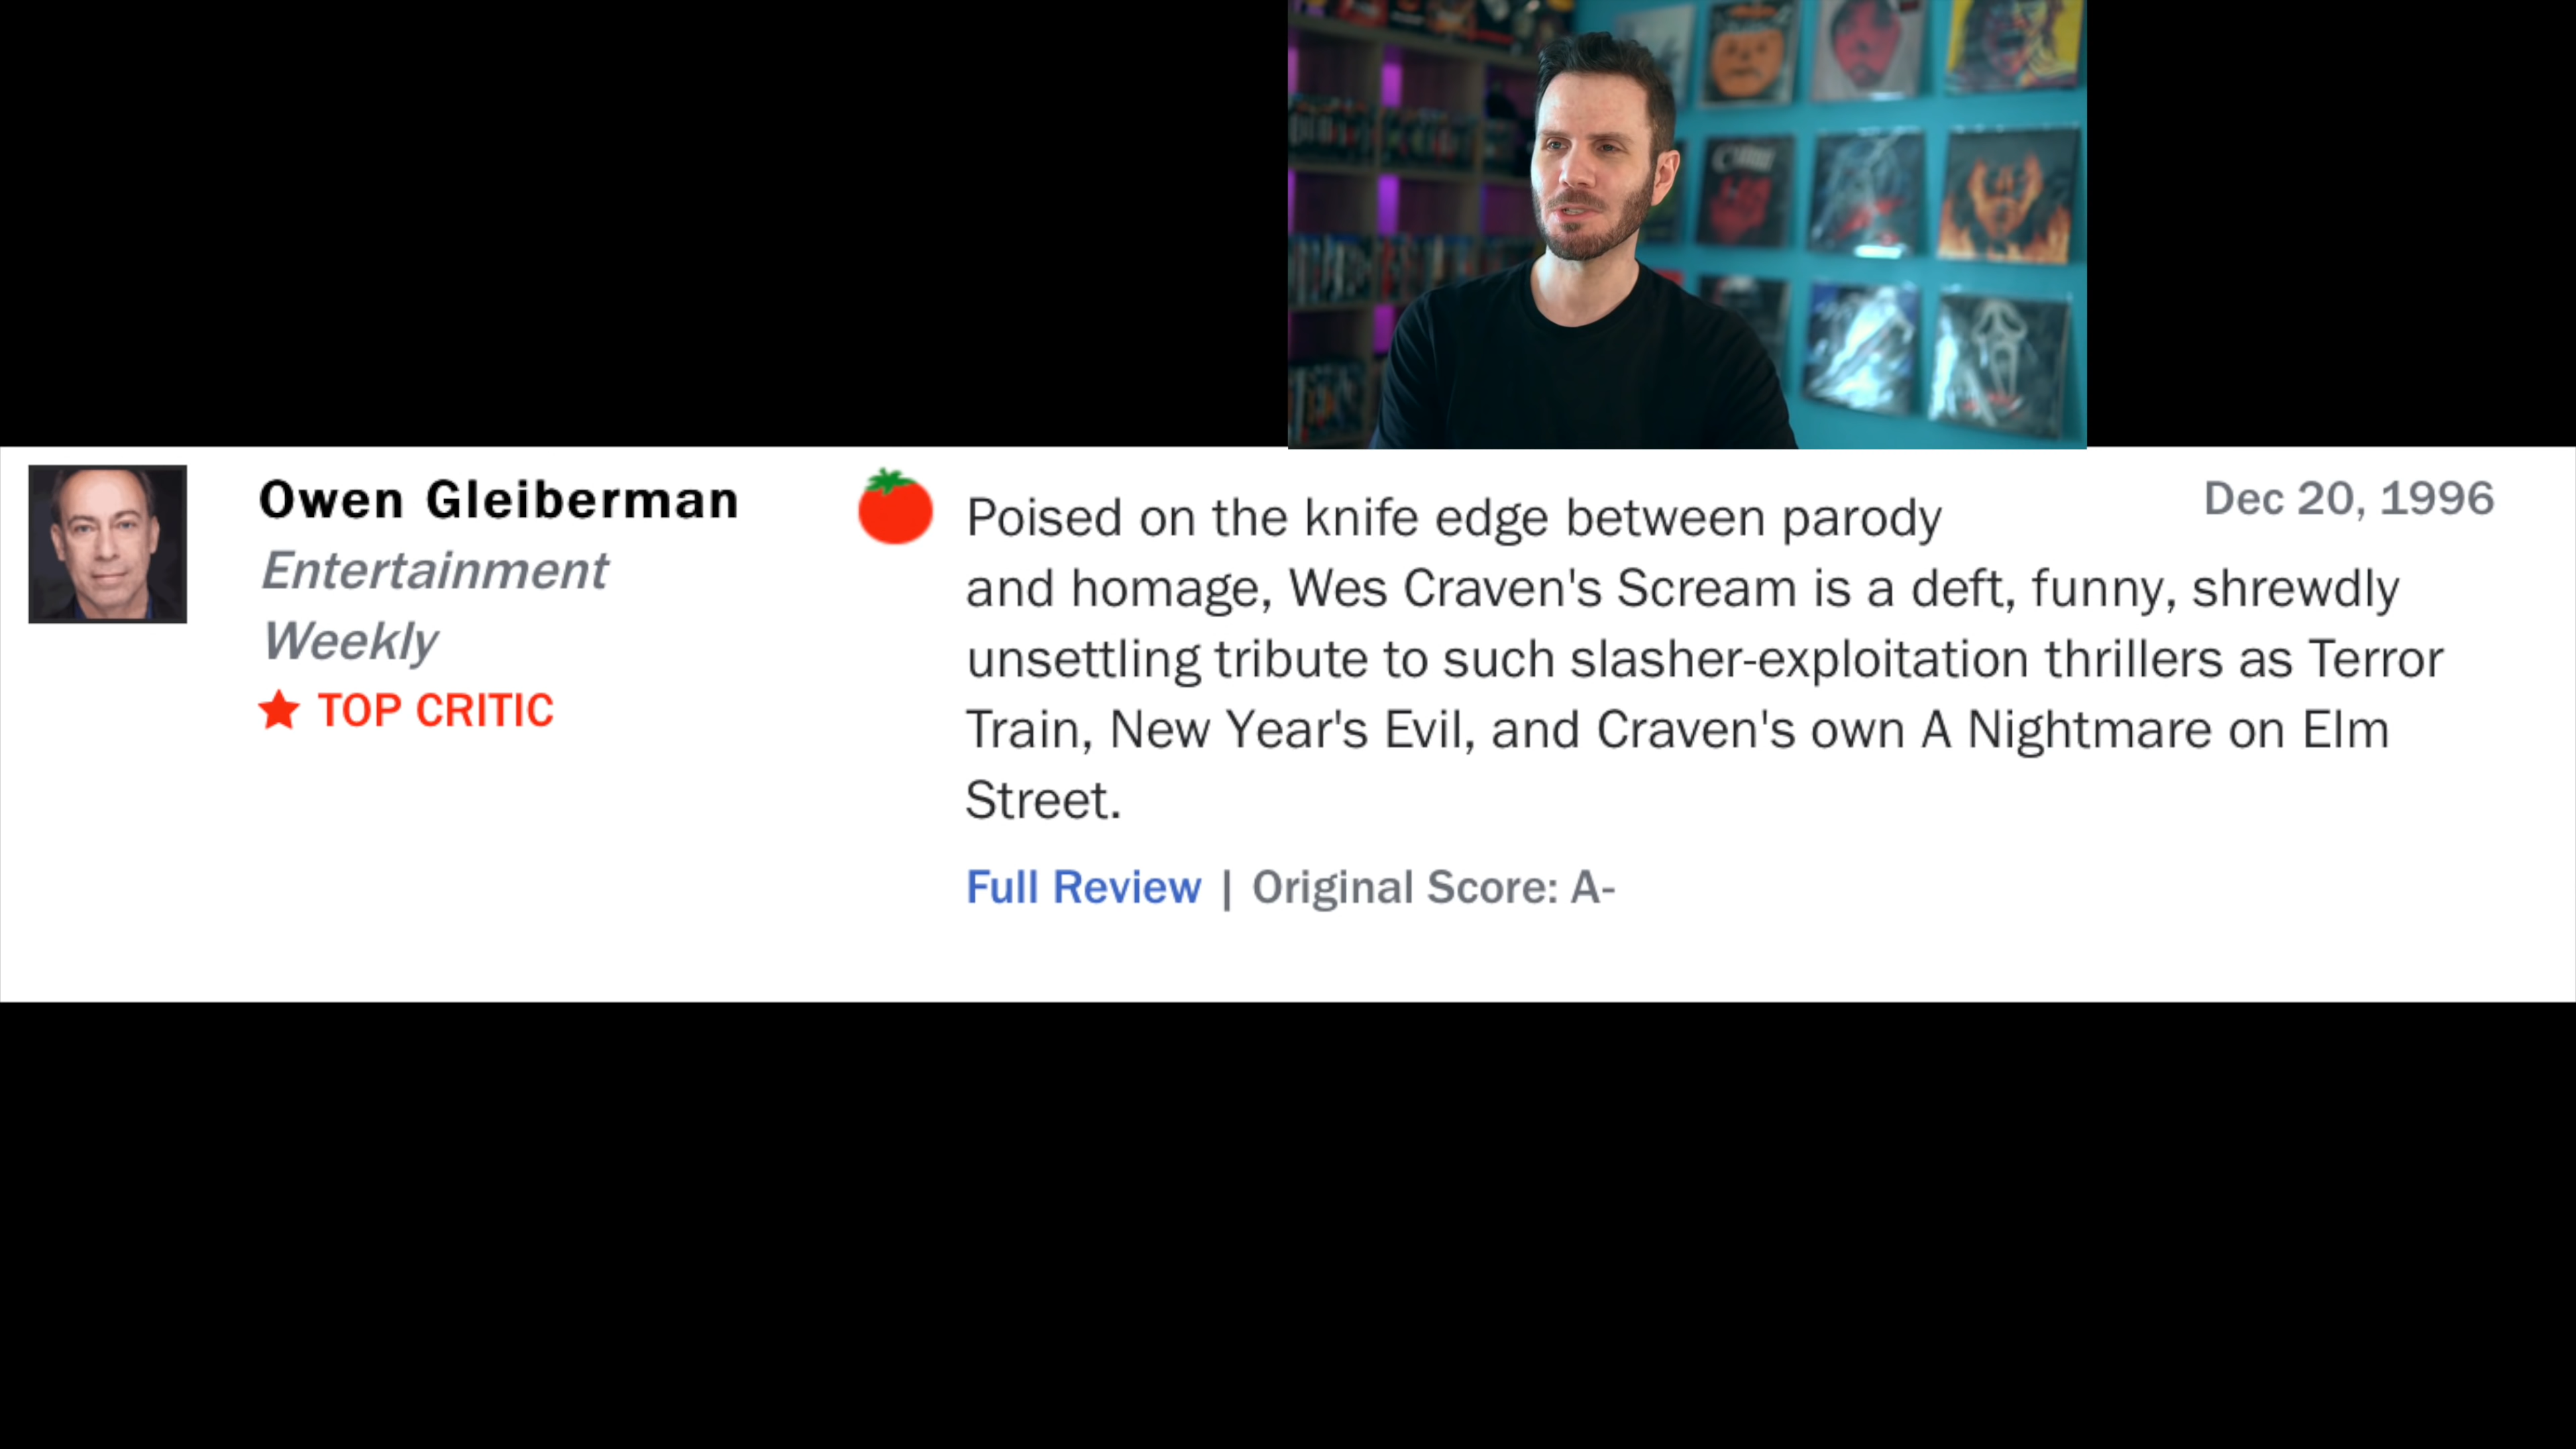 Owen Gleiberman
Entertainment
Weekly
TOP CRITIC
Poised on the knife edge between parody
and homage, Wes Craven's Scream is a deft, funny, shrewdly
unsettling tribute to such slasher-exploitation thrillers as Terror
Train, New Year's Evil, and Craven's own A Nightmare on Elm
Street.
Full Review | Original Score: A-
Dec 20, 1996